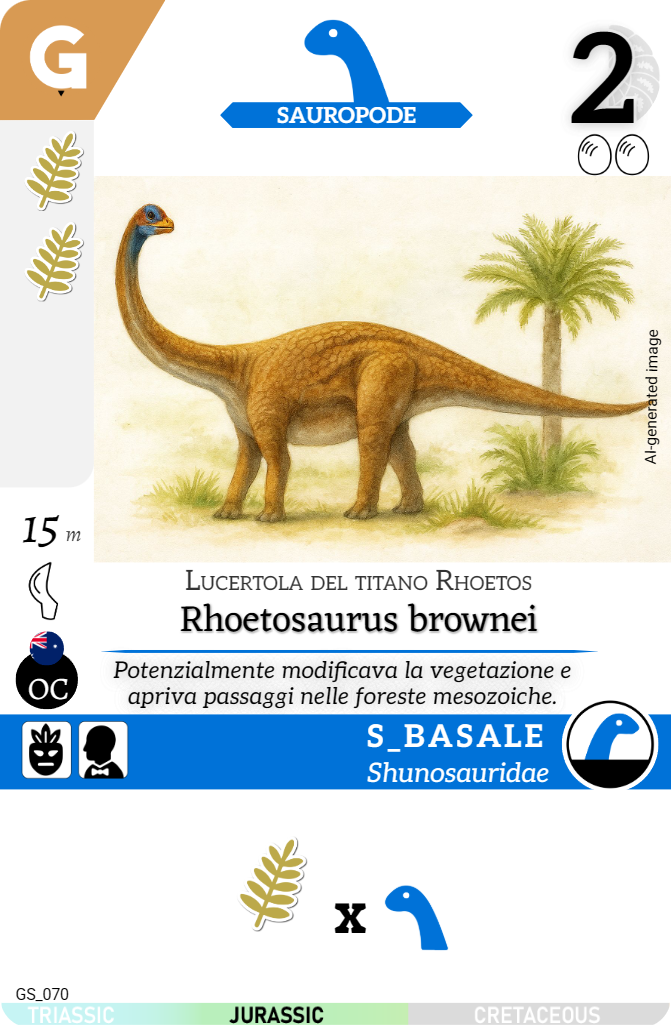 G
SAUROPODE
2
AI-generated image
15 m
LUCERTOLA DEL TITANO RHOETOS
Rhoetosaurus brownei
OC
Potenzialmente modificava la vegetazione e
apriva passaggi nelle foreste mesozoiche.
S_BASALE
Shunosauridae
x
GS_070
TRIASSIC JURASSIC CRETACEOUS